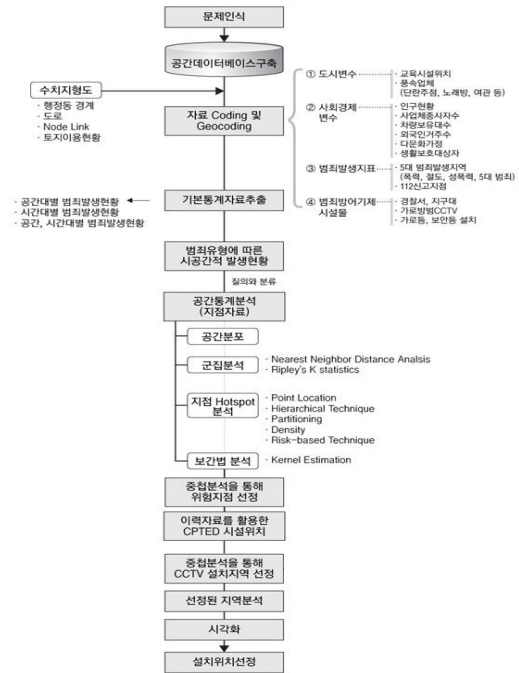 문제인식
공간데이터베이스구축
수치지형도
· 행정동 경계
· 도로
· Node Link
· 토지이용현황
자료 Coding 및
Geocoding
① 도시변수
· 교육시설위치
· 풍속업체
(단란주점, 노래방, 여관 등)
② 사회경제
변수
· 인구현황
· 사업체종사자수
· 차량보유대수
· 외국인거주수
· 다문화가정
· 생활보호대상자
③ 범죄발생지표
· 5대 범죄발생지역
(폭력, 절도, 성폭력, 5대 범죄)
· 112신고지점
④ 범죄방어기제
시설물
· 경찰서, 지구대
· 가로방범CCTV
· 가로등, 보안등 설치
기본통계자료추출
· 공간대별 범죄발생현황
· 시간대별 범죄발생현황
· 공간, 시간대별 범죄발생현황
범죄유형에 따른
시공간적 발생현황
질의와 분류
공간통계분석
(지점자료)
공간분포
군집분석
· Nearest Neighbor Distance Analsis
· Ripley's K statistics
지점 Hotspot
분석
· Point Location
· Hierarchical Technique
· Partitioning
· Density
· Risk-based Technique
보간법 분석
· Kernel Estimation
중첩분석을 통해
위험지점 선정
이력자료를 활용한
CPTED 시설위치
중첩분석을 통해
CCTV 설치지역 선정
선정된 지역분석
시각화
설치위치선정